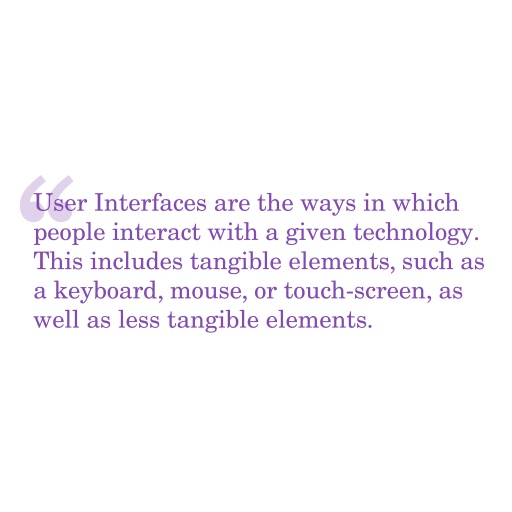 “
User Interfaces are the ways in which
people interact with a given technology.
This includes tangible elements, such as
a keyboard, mouse, or touch-screen, as
well as less tangible elements.